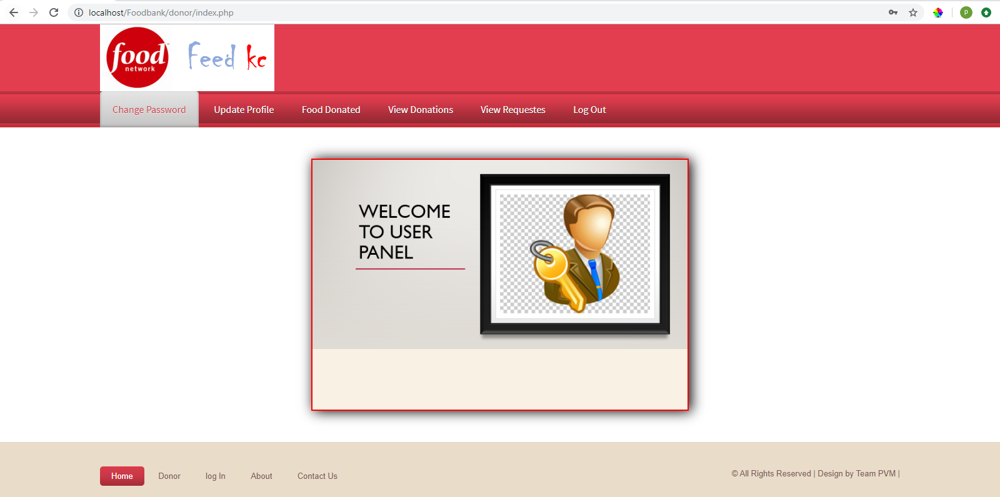 localhost/Foodbank/donor/index.php
p
food
network
Feed kc
Change Password Update Profile Food Donated View Donations View Requestes Log Out
WELCOME
TO USER
PANEL
Home Donor log In About Contact Us
© All Rights Reserved | Design by Team PVM |